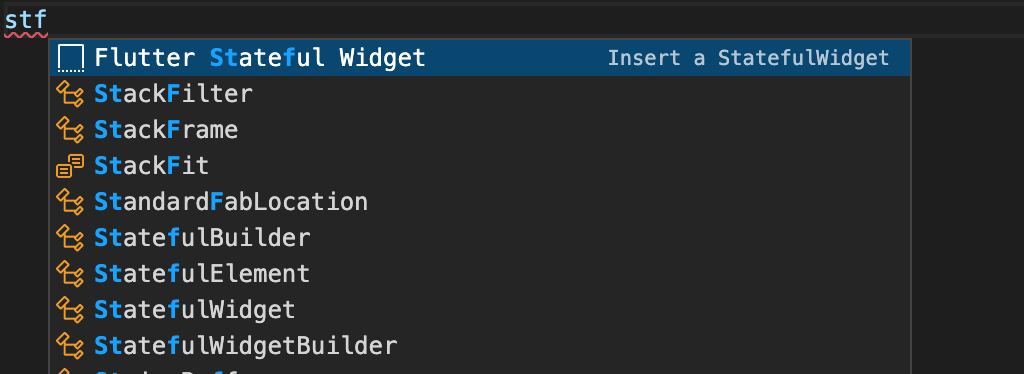 stf
Flutter Stateful Widget Insert a StatefulWidget
StackFilter
StackFrame
StackFit
StandardFabLocation
StatefulBuilder
StatefulElement
StatefulWidget
StatefulWidgetBuilder